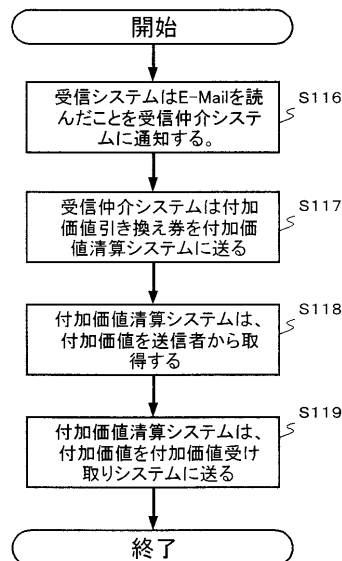 開始
受信システムはE-Mailを読
んだことを受信仲介システ
ムに通知する。
S116
受信仲介システムは付加
価値引き換え券を付加価
値清算システムに送る
S117
付加価値清算システムは、
付加価値を送信者から取
得する
S118
付加価値清算システムは、
付加価値を付加価値受け
取りシステムに送る
S119
終了